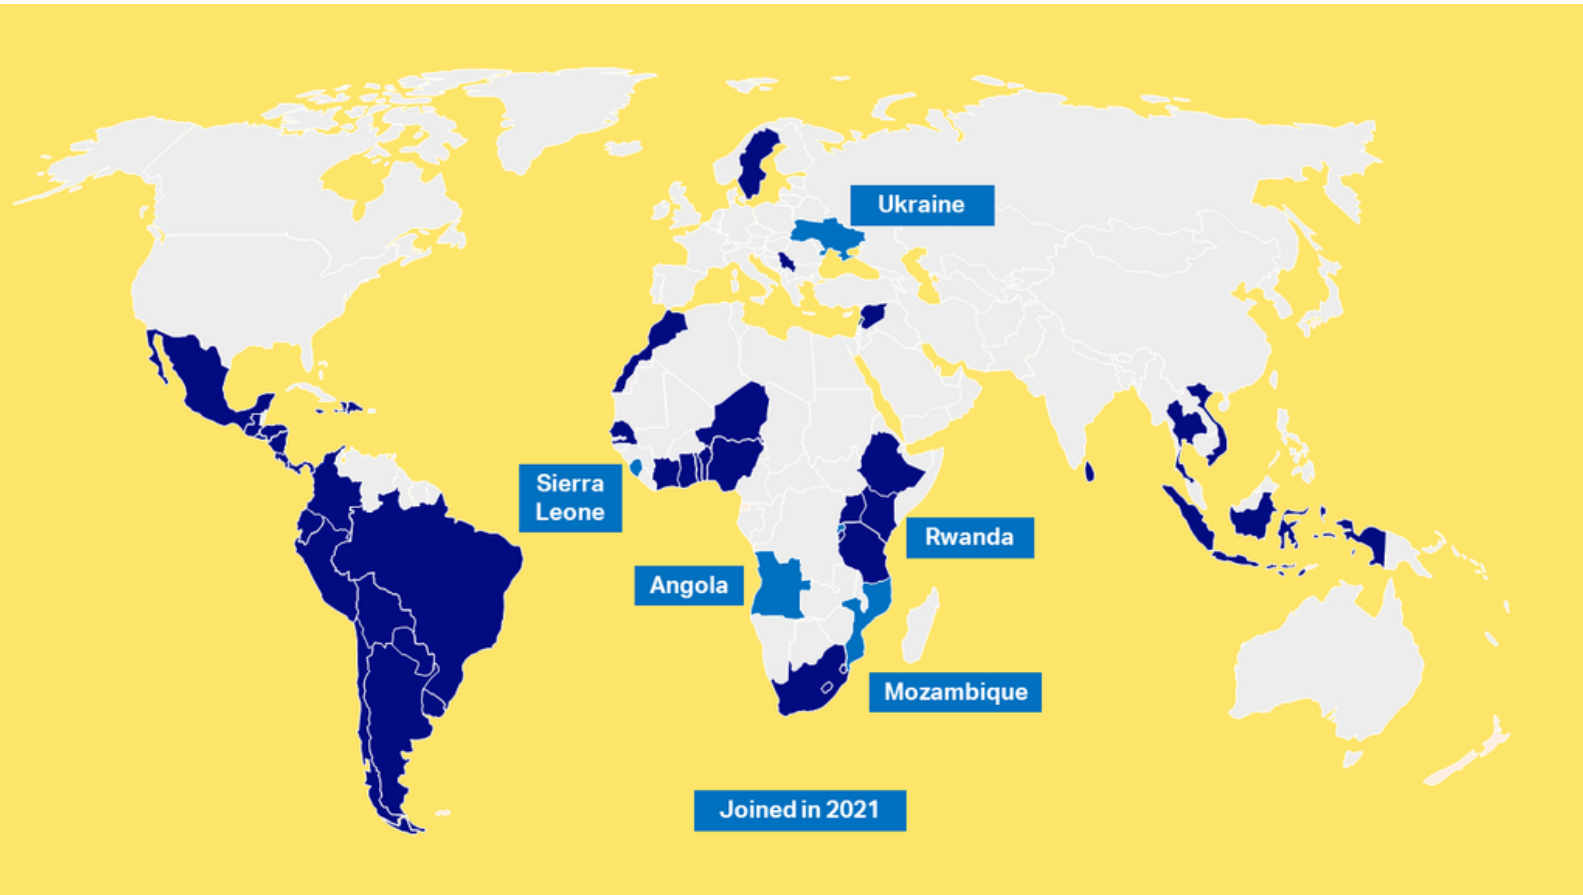 Ukraine
Sierra
Leone
Rwanda
Angola
Mozambique
Joined in 2021